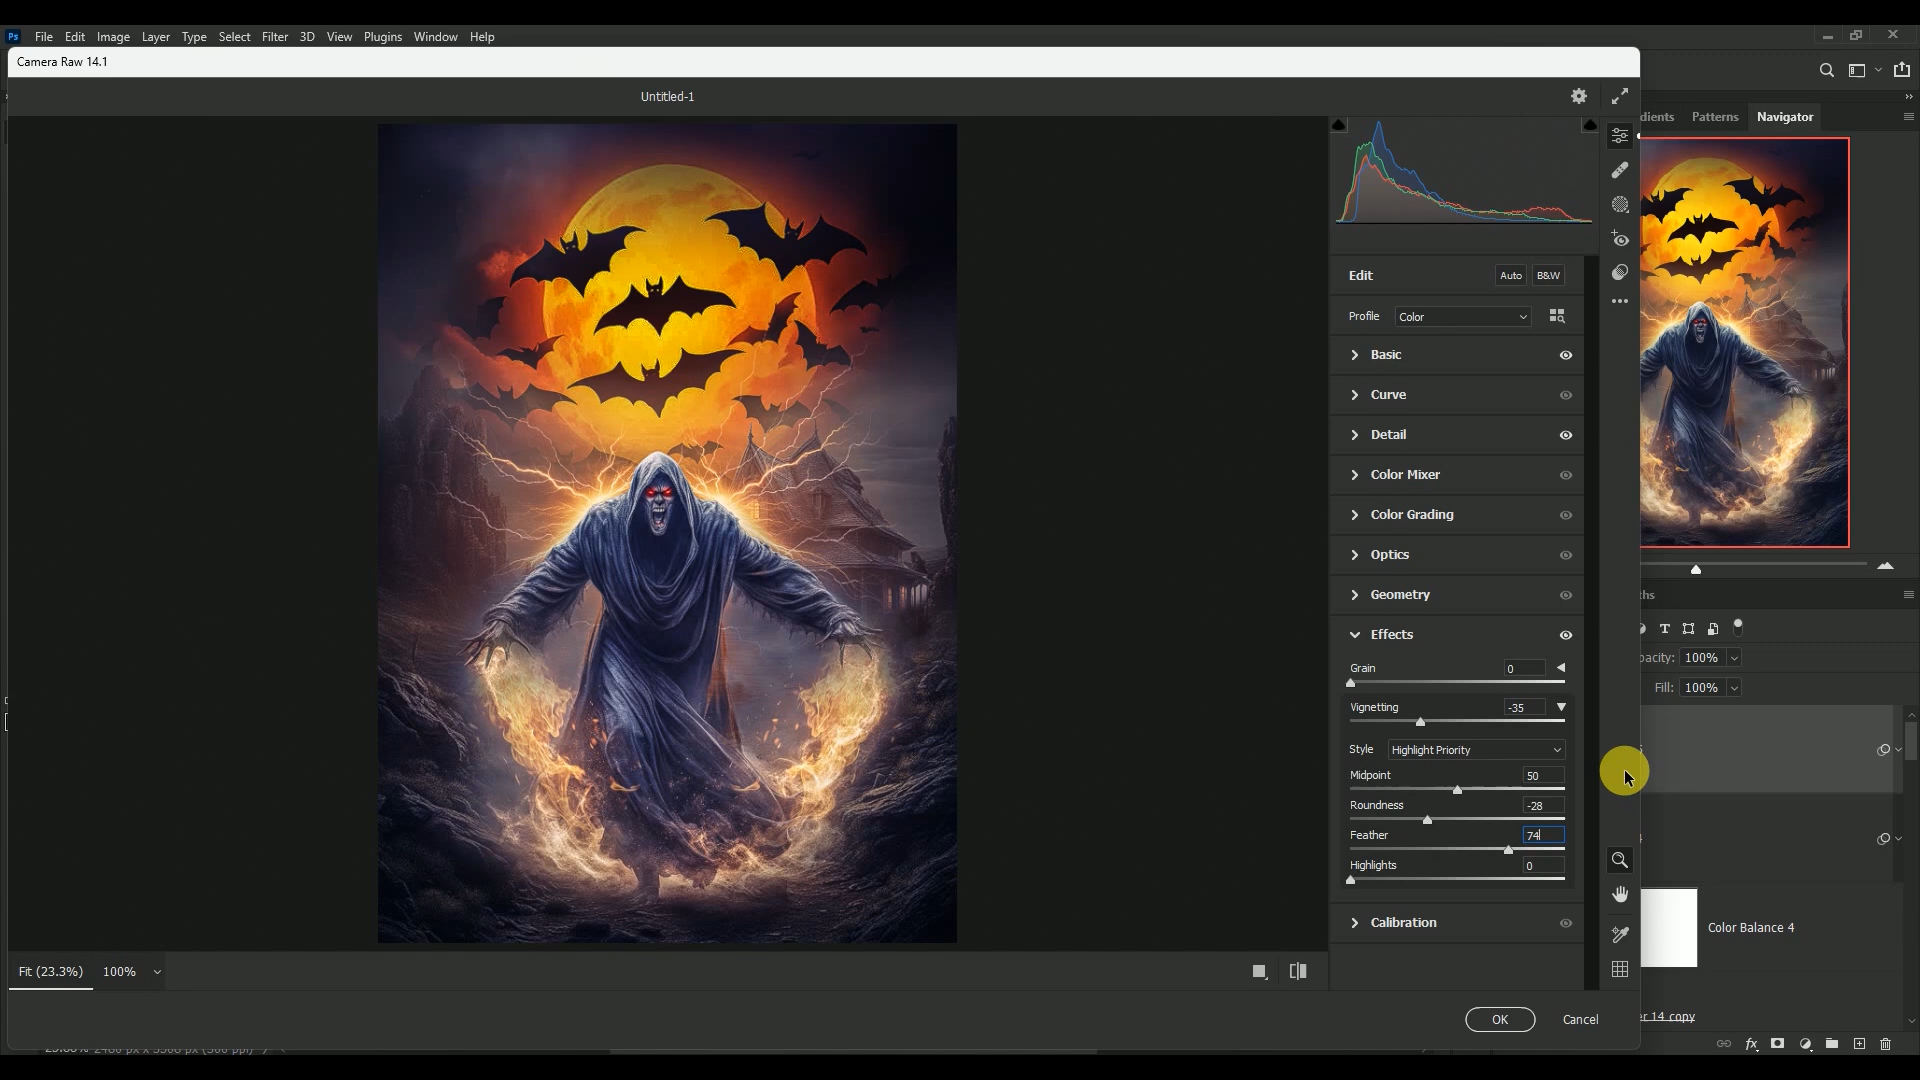 Ps File Edit Image Layer Type Select Filter 3D View Plugins Window Help
Camera Raw 14.1
Untitled-1
dients Patterns Navigator
Edit Auto B&W
Profile Color
Basic
Curve
Detail
Color Mixer
Color Grading
Optics
Geometry
Effects
Grain 0
Vignetting -35
Style Highlight Priority
Midpoint 50
Roundness -28
Feather 74
Highlights 0
Calibration
ths
pacity: 100%
Fill: 100%
Color Balance 4
er 14 copy
Fit (23.3%) 100%
OK Cancel